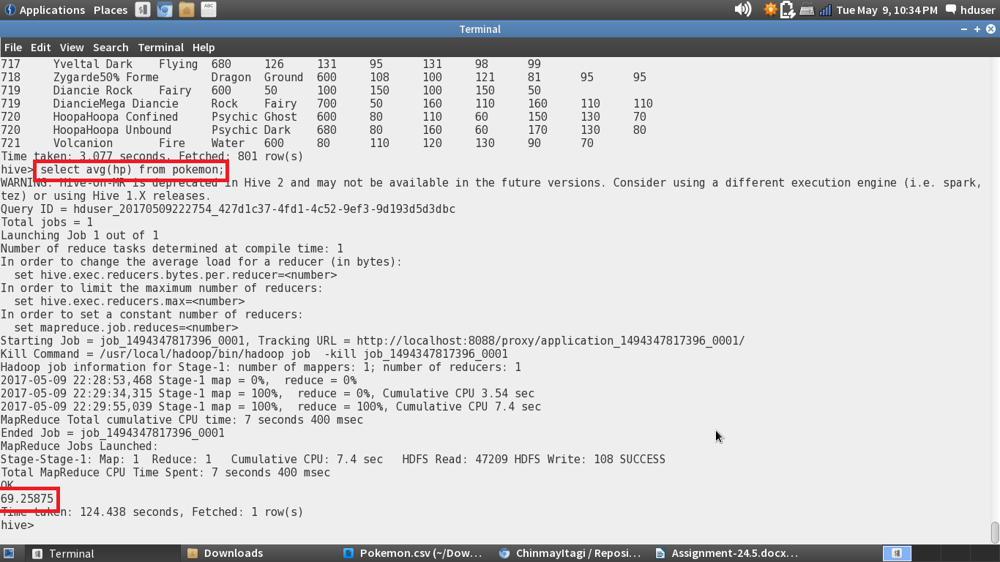 Applications Places Tue May 9, 10:34 PM hduser
Terminal
File Edit View Search Terminal Help
717 Yveltal Dark Flying 680 126 131 95 131 98 99
718 Zygarde50% Forme Dragon Ground 600 108 100 121 81 95 95
719 Diancie Rock Fairy 600 50 100 150 100 150 50
719 DiancieMega Diancie Rock Fairy 700 50 160 110 160 110 110
720 HoopaHoopa Confined Psychic Ghost 600 80 110 60 150 130 70
720 HoopaHoopa Unbound Psychic Dark 680 80 160 60 170 130 80
721 Volcanion Fire Water 600 80 110 120 130 90 70
Time taken: 3.077 seconds, Fetched: 801 row(s)
hive> select avg(hp) from pokemon;
WARNING: Hive-on-MR is deprecated in Hive 2 and may not be available in the future versions. Consider using a different execution engine (i.e. spark,
tez) or using Hive 1.X releases.
Query ID = hduser_20170509222754_427d1c37-4fd1-4c52-9ef3-9d193d5d3dbc
Total jobs = 1
Launching Job 1 out of 1
Number of reduce tasks determined at compile time: 1
In order to change the average load for a reducer (in bytes):
set hive.exec.reducers.bytes.per.reducer=<number>
In order to limit the maximum number of reducers:
set hive.exec.reducers.max=<number>
In order to set a constant number of reducers:
set mapreduce.job.reduces=<number>
Starting Job = job_1494347817396_0001, Tracking URL = http://localhost:8088/proxy/application_1494347817396_0001/
Kill Command = /usr/local/hadoop/bin/hadoop job  -kill job_1494347817396_0001
Hadoop job information for Stage-1: number of mappers: 1; number of reducers: 1
2017-05-09 22:28:53,468 Stage-1 map = 0%,  reduce = 0%
2017-05-09 22:29:34,315 Stage-1 map = 100%,  reduce = 0%, Cumulative CPU 3.54 sec
2017-05-09 22:29:55,039 Stage-1 map = 100%,  reduce = 100%, Cumulative CPU 7.4 sec
MapReduce Total cumulative CPU time: 7 seconds 400 msec
Ended Job = job_1494347817396_0001
MapReduce Jobs Launched:
Stage-Stage-1: Map: 1  Reduce: 1   Cumulative CPU: 7.4 sec   HDFS Read: 47209 HDFS Write: 108 SUCCESS
Total MapReduce CPU Time Spent: 7 seconds 400 msec
OK
69.25875
Time taken: 124.438 seconds, Fetched: 1 row(s)
hive>
Terminal Downloads Pokemon.csv (~/Dow... ChinmayItagi / Reposi... Assignment-24.5.docx...